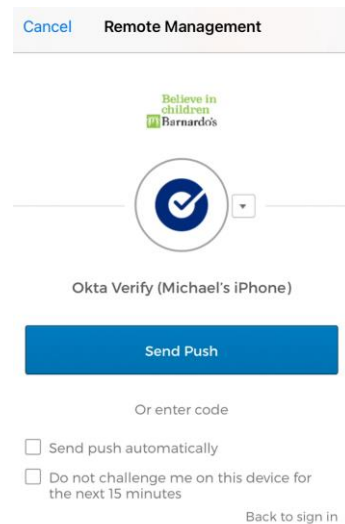 Cancel Remote Management
Believe in
children
Barnardo's
Okta Verify (Michael's iPhone)
Send Push
Or enter code
Send push automatically
Do not challenge me on this device for
the next 15 minutes
Back to sign in